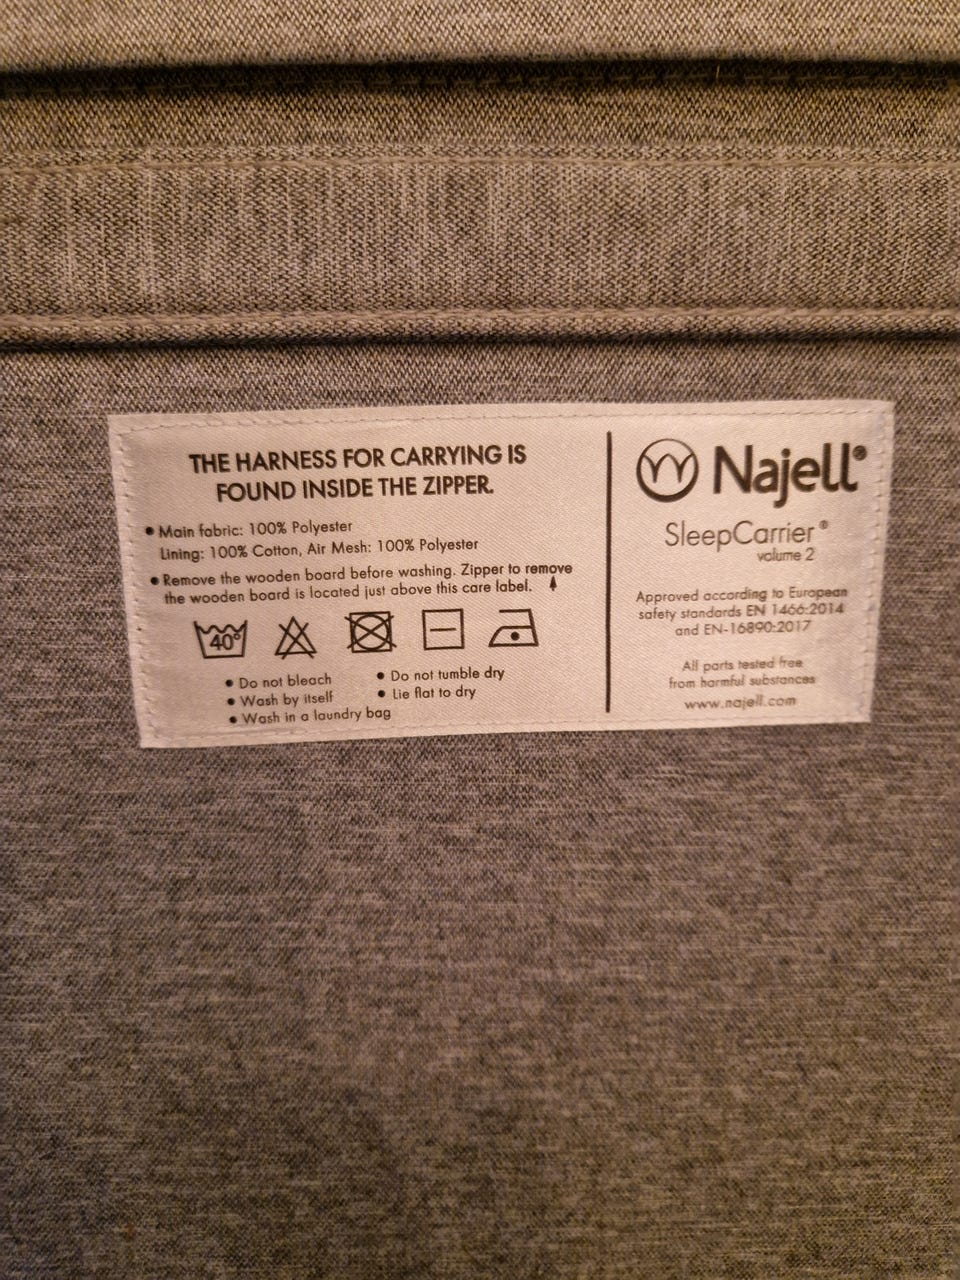 THE HARNESS FOR CARRYING IS
FOUND INSIDE THE ZIPPER.
• Main fabric: 100% Polyester
Lining: 100% Cotton, Air Mesh: 100% Polyester
• Remove the wooden board before washing. Zipper to remove
the wooden board is located just above this care label.
40°
• Do not bleach
• Wash by itself
• Wash in a laundry bag
• Do not tumble dry
• Lie flat to dry
Najell®
SleepCarrier®
volume 2
Approved according to European
safety standards EN 1466:2014
and EN-16890:2017
All parts tested free
from harmful substances
www.najell.com